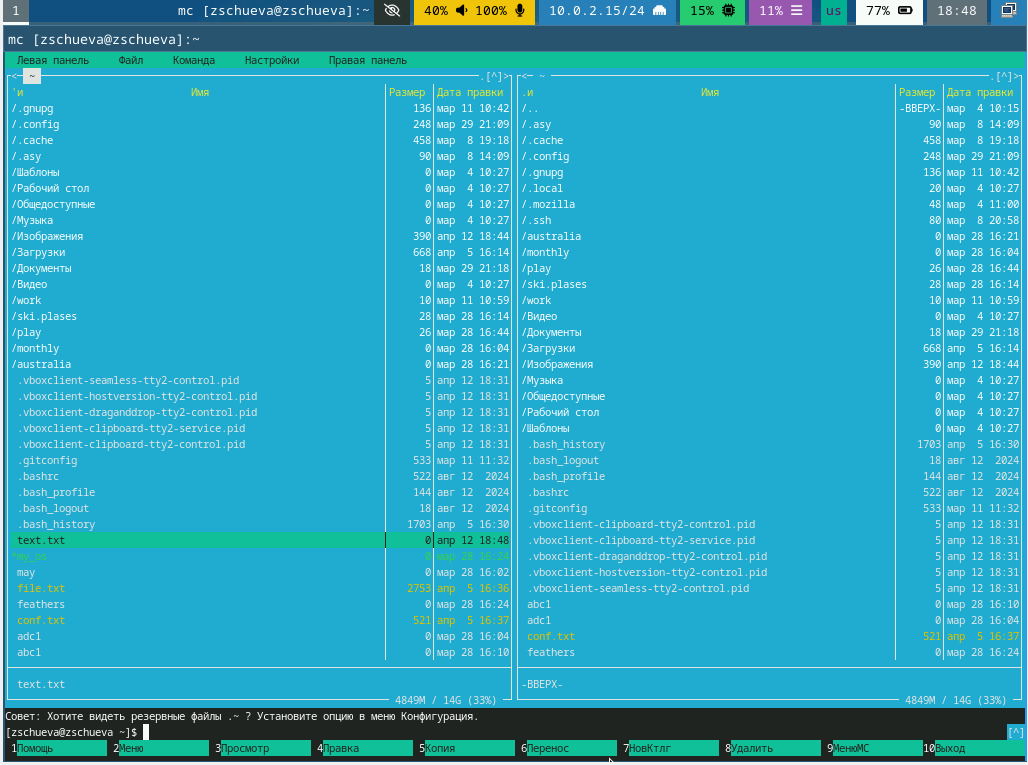 1 mc [zschueva@zschueva]:~ 40% 100% 10.0.2.15/24 15% 11% us 77% 18:48
mc [zschueva@zschueva]:~
Левая панель Файл Команда Настройки Правая панель
<─ ~ .[^]>
'и Имя Размер Дата правки
/.gnupg 136 мар 11 10:42
/.config 248 мар 29 21:09
/.cache 458 мар 8 19:18
/.asy 90 мар 8 14:09
/Шаблоны 0 мар 4 10:27
/Рабочий стол 0 мар 4 10:27
/Общедоступные 0 мар 4 10:27
/Музыка 0 мар 4 10:27
/Изображения 390 апр 12 18:44
/Загрузки 668 апр 5 16:14
/Документы 18 мар 29 21:18
/Видео 0 мар 4 10:27
/work 10 мар 11 10:59
/ski.plases 28 мар 28 16:14
/play 26 мар 28 16:44
/monthly 0 мар 28 16:04
/australia 0 мар 28 16:21
.vboxclient-seamless-tty2-control.pid 5 апр 12 18:31
.vboxclient-hostversion-tty2-control.pid 5 апр 12 18:31
.vboxclient-draganddrop-tty2-control.pid 5 апр 12 18:31
.vboxclient-clipboard-tty2-service.pid 5 апр 12 18:31
.vboxclient-clipboard-tty2-control.pid 5 апр 12 18:31
.gitconfig 533 мар 11 11:32
.bashrc 522 авг 12 2024
.bash_profile 144 авг 12 2024
.bash_logout 18 авг 12 2024
.bash_history 1703 апр 5 16:30
text.txt 0 апр 12 18:48
*my_os 0 мар 28 16:24
may 0 мар 28 16:02
file.txt 2753 апр 5 16:36
feathers 0 мар 28 16:24
conf.txt 521 апр 5 16:37
adc1 0 мар 28 16:04
abc1 0 мар 28 16:10
text.txt
4849M / 14G (33%)
<─ ~ .[^]>
.и Имя Размер Дата правки
/.. -ВВЕРХ- мар 4 10:15
/.asy 90 мар 8 14:09
/.cache 458 мар 8 19:18
/.config 248 мар 29 21:09
/.gnupg 136 мар 11 10:42
/.local 20 мар 4 10:27
/.mozilla 48 мар 4 11:00
/.ssh 80 мар 8 20:58
/australia 0 мар 28 16:21
/monthly 0 мар 28 16:04
/play 26 мар 28 16:44
/ski.plases 28 мар 28 16:14
/work 10 мар 11 10:59
/Видео 0 мар 4 10:27
/Документы 18 мар 29 21:18
/Загрузки 668 апр 5 16:14
/Изображения 390 апр 12 18:44
/Музыка 0 мар 4 10:27
/Общедоступные 0 мар 4 10:27
/Рабочий стол 0 мар 4 10:27
/Шаблоны 0 мар 4 10:27
.bash_history 1703 апр 5 16:30
.bash_logout 18 авг 12 2024
.bash_profile 144 авг 12 2024
.bashrc 522 авг 12 2024
.gitconfig 533 мар 11 11:32
.vboxclient-clipboard-tty2-control.pid 5 апр 12 18:31
.vboxclient-clipboard-tty2-service.pid 5 апр 12 18:31
.vboxclient-draganddrop-tty2-control.pid 5 апр 12 18:31
.vboxclient-hostversion-tty2-control.pid 5 апр 12 18:31
.vboxclient-seamless-tty2-control.pid 5 апр 12 18:31
abc1 0 мар 28 16:10
adc1 0 мар 28 16:04
conf.txt 521 апр 5 16:37
feathers 0 мар 28 16:24
-ВВЕРХ-
4849M / 14G (33%)
Совет: Хотите видеть резервные файлы .~ ? Установите опцию в меню Конфигурация.
[zschueva@zschueva ~]$ [^]
1Помощь 2Меню 3Просмотр 4Правка 5Копия 6Перенос 7НовКтлг 8Удалить 9МенюМС 10Выход